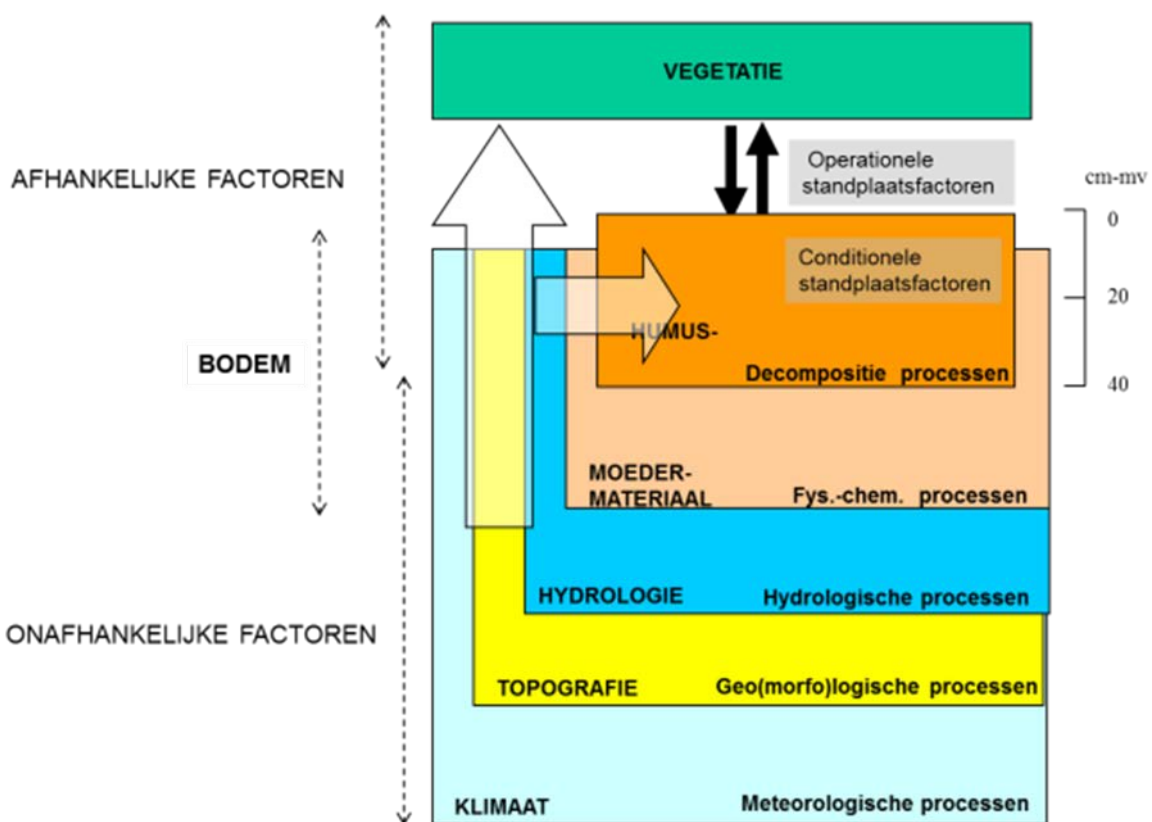 VEGETATIE
Operationele
standplaatsfactoren
AFHANKELIJKE FACTOREN
cm-mv
0
Conditionele
standplaatsfactoren
20
HUMUS-
BODEM
Decompositie processen
40
MOEDER-
MATERIAAL
Fys.-chem. processen
HYDROLOGIE
Hydrologische processen
ONAFHANKELIJKE FACTOREN
TOPOGRAFIE
Geo(morfo)logische processen
KLIMAAT
Meteorologische processen